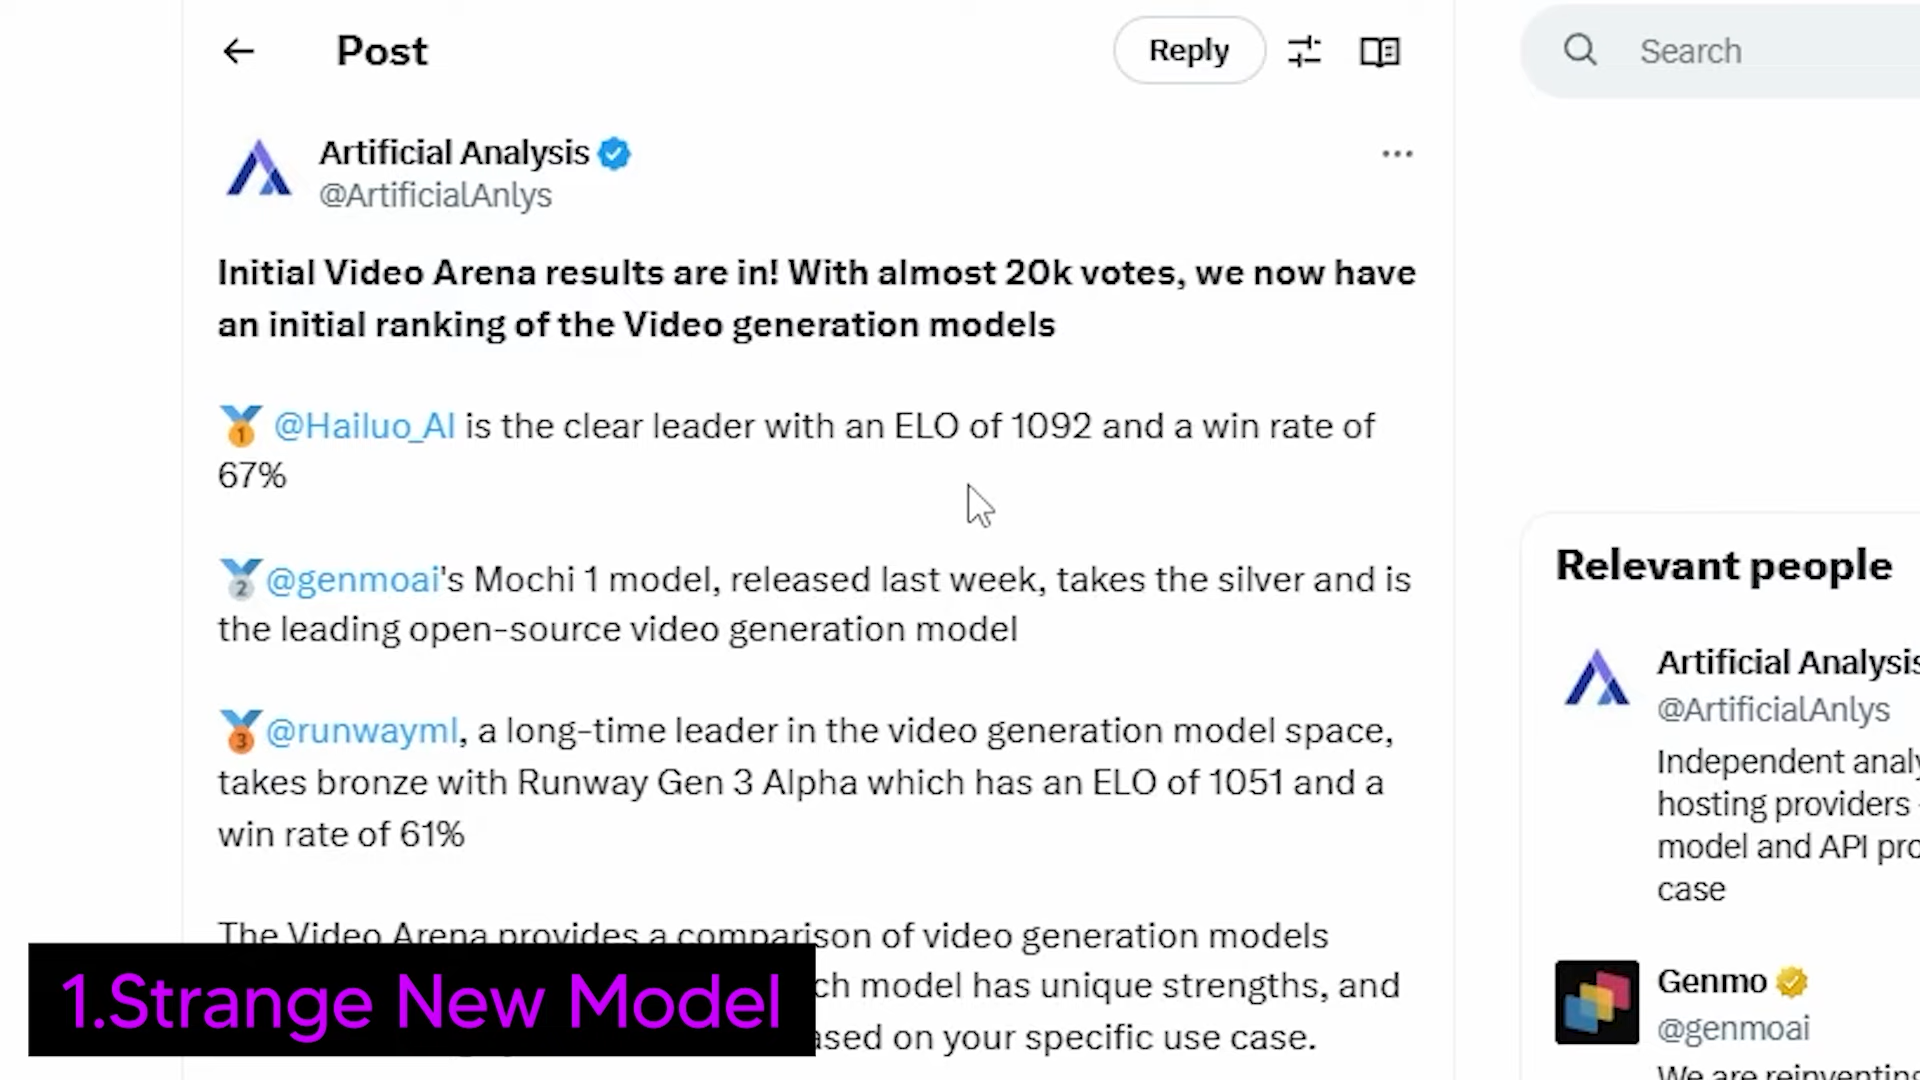 Post
Reply
Search
Artificial Analysis
@ArtificialAnlys
Initial Video Arena results are in! With almost 20k votes, we now have
an initial ranking of the Video generation models
1 @Hailuo_AI is the clear leader with an ELO of 1092 and a win rate of
67%
2 @genmoai's Mochi 1 model, released last week, takes the silver and is
the leading open-source video generation model
3 @runwayml, a long-time leader in the video generation model space,
takes bronze with Runway Gen 3 Alpha which has an ELO of 1051 and a
win rate of 61%
The Video Arena provides a comparison of video generation models
ch model has unique strengths, and
ased on your specific use case.
1.Strange New Model
Relevant people
Artificial Analysis
@ArtificialAnlys
Independent analy
hosting providers -
model and API pro
case
Genmo
@genmoai
We are reinventing